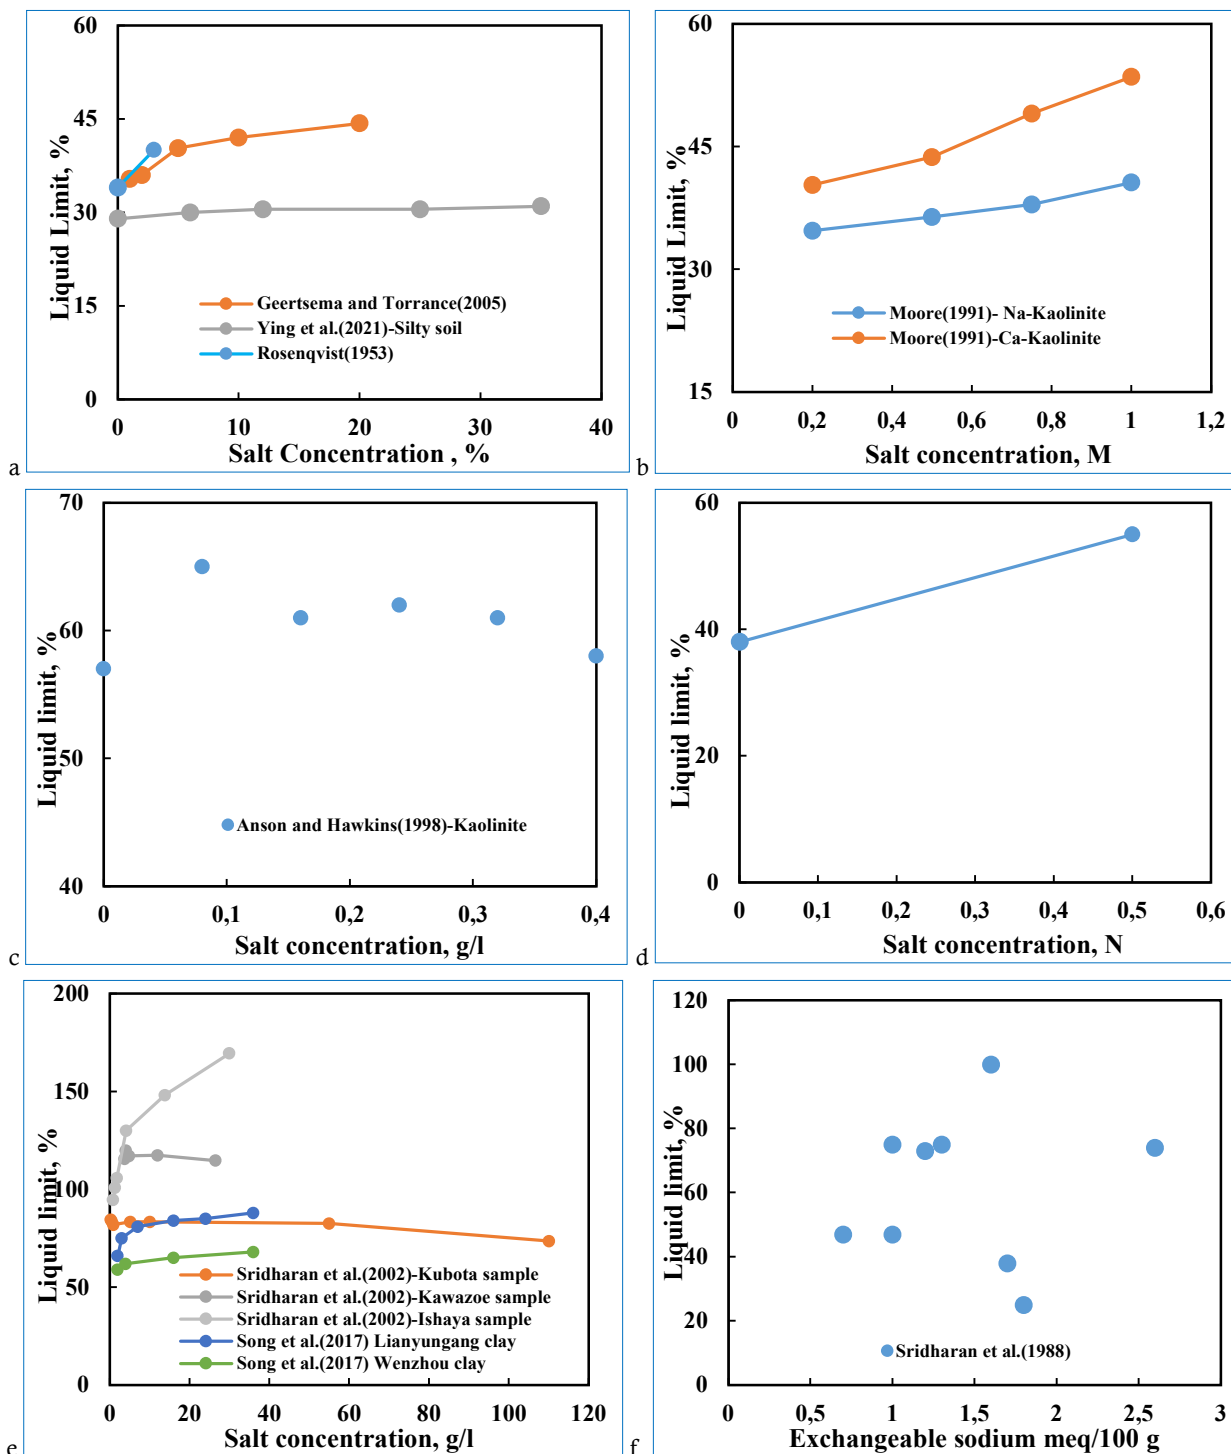 60
45
30
15
0
Liquid Limit, %
Geertsema and Torrance(2005)
Ying et al.(2021)-Silty soil
Rosenqvist(1953)
0 10 20 30 40
Salt Concentration , %
a
60
45
30
15
Liquid Limit, %
Moore(1991)- Na-Kaolinite
Moore(1991)-Ca-Kaolinite
0 0,2 0,4 0,6 0,8 1 1,2
Salt concentration, M
b
70
60
50
40
Liquid limit, %
Anson and Hawkins(1998)-Kaolinite
0 0,1 0,2 0,3 0,4
Salt concentration, g/l
c
60
40
20
0
Liquid limit, %
0 0,1 0,2 0,3 0,4 0,5 0,6
Salt concentration, N
d
200
150
100
50
0
Liquid limit, %
Sridharan et al.(2002)-Kubota sample
Sridharan et al.(2002)-Kawazoe sample
Sridharan et al.(2002)-Ishaya sample
Song et al.(2017) Lianyungang clay
Song et al.(2017) Wenzhou clay
0 20 40 60 80 100 120
Salt concentration, g/l
e
120
100
80
60
40
20
0
Liquid limit, %
Sridharan et al.(1988)
0 0,5 1 1,5 2 2,5 3
Exchangeable sodium meq/100 g
f